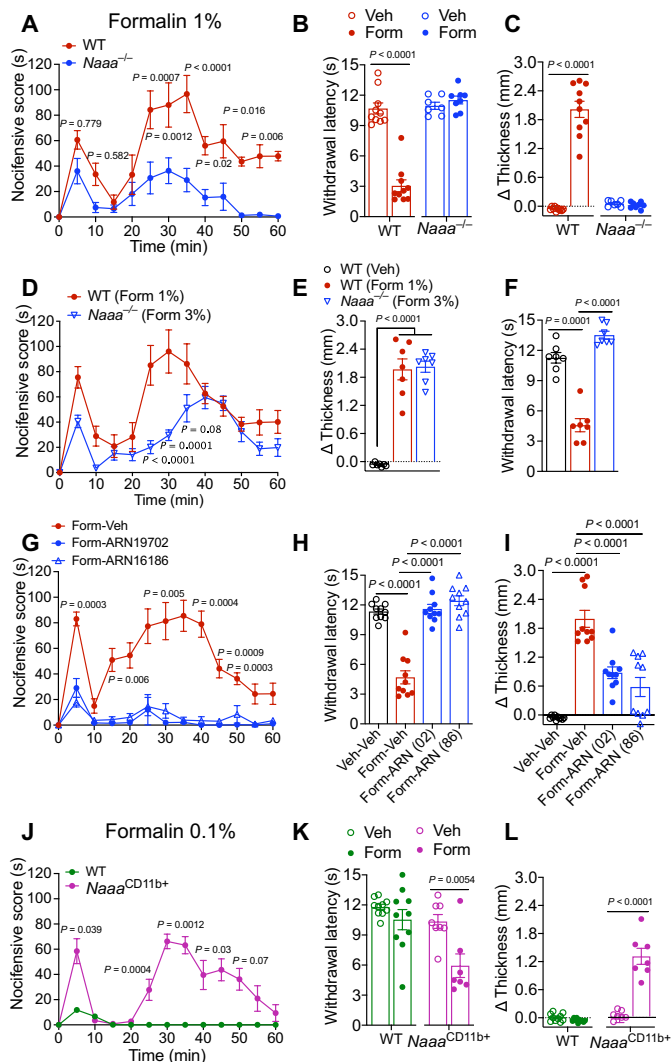 A Formalin 1%
WT
Naaa–/–
Nocifensive score (s)
120
100
80
60
40
20
0
P = 0.779
P = 0.582
P = 0.0007
P < 0.0001
P = 0.0012
P = 0.02
P = 0.016
P = 0.006
0 10 20 30 40 50 60
Time (min)
B
Veh Veh
Form Form
Withdrawal latency (s)
15
12
9
6
3
0
P < 0.0001
WT Naaa–/–
C
Δ Thickness (mm)
3.0
2.4
1.8
1.2
0.6
0.0
P < 0.0001
WT Naaa–/–
D
WT (Form 1%)
Naaa–/– (Form 3%)
Nocifensive score (s)
120
100
80
60
40
20
0
P = 0.08
P = 0.0001
P < 0.0001
0 10 20 30 40 50 60
Time (min)
E
WT (Veh)
WT (Form 1%)
Naaa–/– (Form 3%)
Δ Thickness (mm)
3.0
2.4
1.8
1.2
0.6
0.0
P < 0.0001
F
Withdrawal latency (s)
15
12
9
6
3
0
P < 0.0001
P = 0.0001
G
Form-Veh
Form-ARN19702
Form-ARN16186
Nocifensive score (s)
120
100
80
60
40
20
0
P = 0.0003
P = 0.006
P = 0.005
P = 0.0004
P = 0.0009
P = 0.0003
0 10 20 30 40 50 60
Time (min)
H
Withdrawal latency (s)
15
12
9
6
3
0
P < 0.0001
P < 0001
P < 0.0001
Veh-Veh
Form-Veh
Form-ARN (02)
Form-ARN (86)
I
Δ Thickness (mm)
3.0
2.4
1.8
1.2
0.6
0.0
P < 0.0001
P < 0.0001
P < 0.0001
Veh-Veh
Form-Veh
Form-ARN (02)
Form-ARN (86)
J Formalin 0.1%
WT
NaaaCD11b+
Nocifensive score (s)
120
100
80
60
40
20
0
P = 0.039
P = 0.0004
P = 0.0012
P = 0.03
P = 0.07
0 10 20 30 40 50 60
Time (min)
K
Veh Veh
Form Form
Withdrawal latency (s)
15
12
9
6
3
0
P = 0.0054
WT NaaaCD11b+
L
Δ Thickness (mm)
3.0
2.4
1.8
1.2
0.6
0.0
P < 0.0001
WT NaaaCD11b+